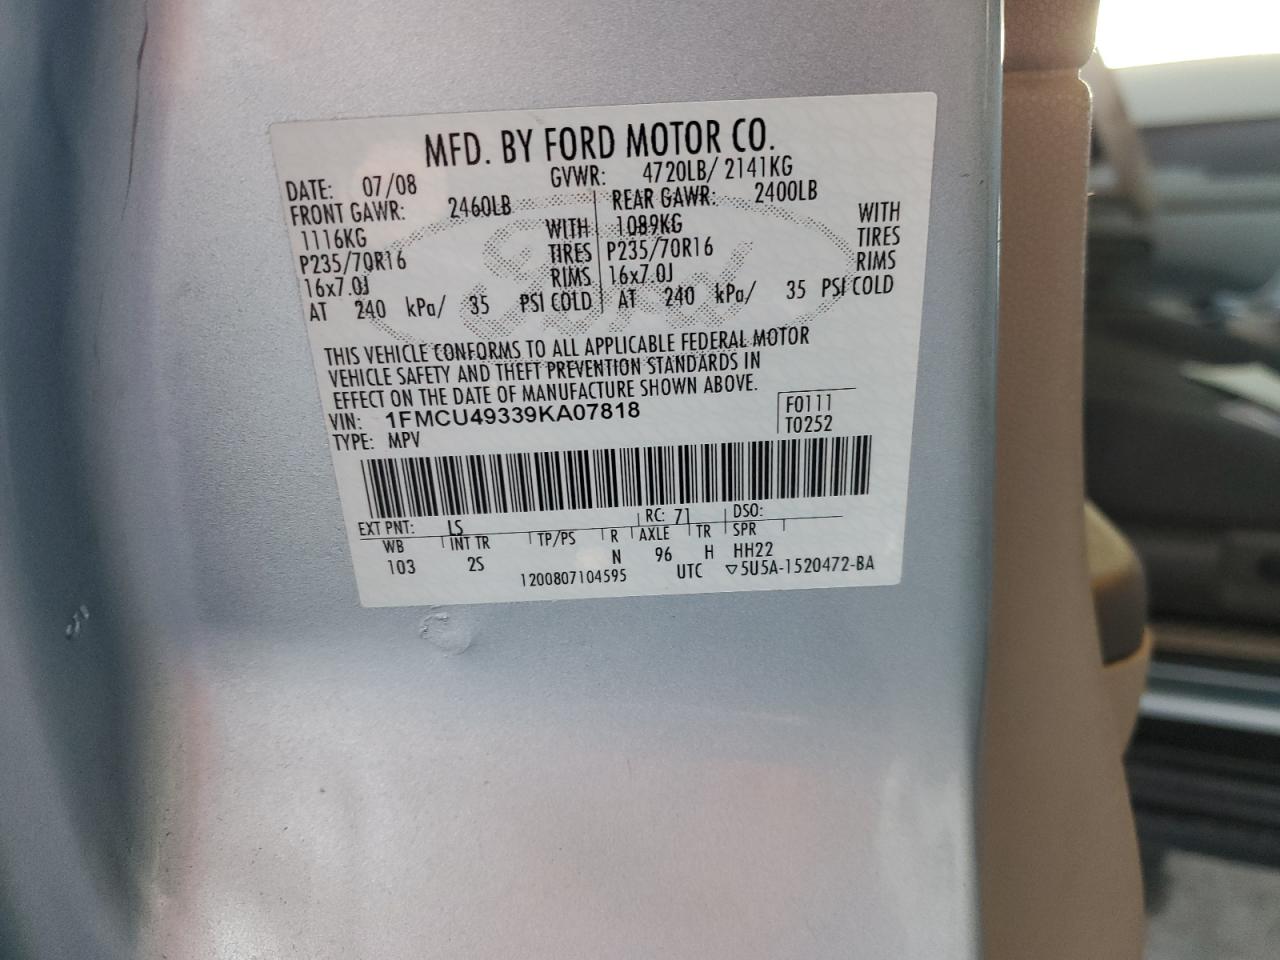 MFD. BY FORD MOTOR CO.
DATE: 07/08 GVWR: 4720LB/ 2141KG
FRONT GAWR: 2460LB REAR GAWR: 2400LB
1116KG WITH 1089KG WITH
P235/70R16 TIRES P235/70R16 TIRES
16x7.0J RIMS 16x7.0J RIMS
AT 240 kPa/ 35 PSI COLD AT 240 kPa/ 35 PSI COLD
THIS VEHICLE CONFORMS TO ALL APPLICABLE FEDERAL MOTOR
VEHICLE SAFETY AND THEFT PREVENTION STANDARDS IN
EFFECT ON THE DATE OF MANUFACTURE SHOWN ABOVE.
VIN: 1FMCU49339KA07818 F0111
TYPE: MPV T0252
EXT PNT: LS RC: 71 DSO:
WB INT TR TP/PS R AXLE TR SPR
103 2S N 96 H HH22
1200807104595 UTC ▽5U5A-1520472-BA